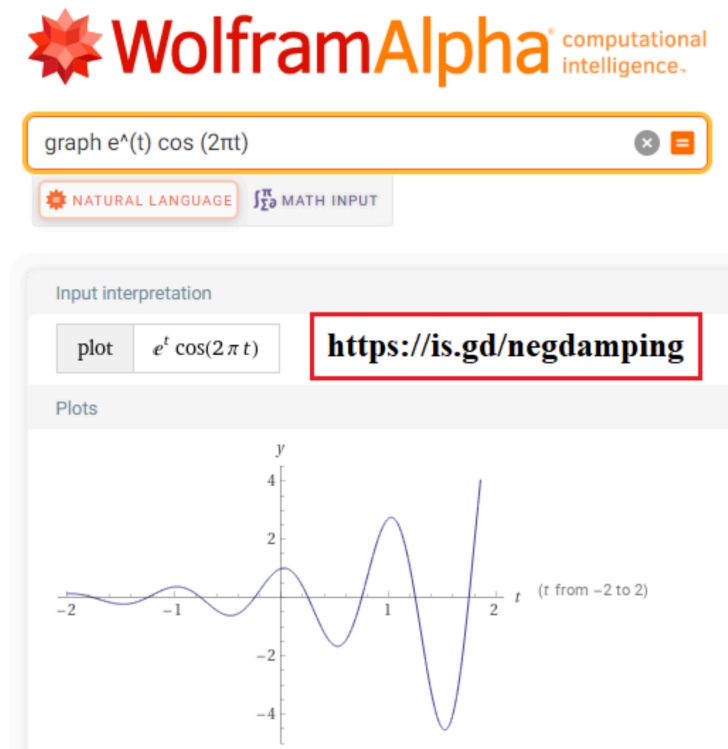 WolframAlpha computational intelligence.
graph e^(t) cos (2πt)
NATURAL LANGUAGE
MATH INPUT
Input interpretation
plot
e^t cos(2 π t)
https://is.gd/negdamping
Plots
y
4
2
-2
-1
1
2
t
(t from −2 to 2)
-2
-4